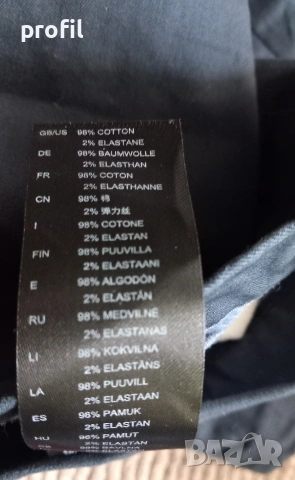 profil
GB/US 98% COTTON
2% ELASTANE
DE 98% BAUMWOLLE
2% ELASTHAN
FR 98% COTON
2% ELASTHANNE
CN 98% 棉
2% 弹力丝
I 98% COTONE
2% ELASTAN
FIN 98% PUUVILLA
2% ELASTAANI
E 98% ALGODÓN
2% ELASTÁN
RU 98% MEDVILNE
2% ELASTANAS
LI 98% KOKVILNA
2% ELASTĀNS
LA 98% PUUVILL
2% ELASTAAN
ES 98% PAMUK
2% ELASTAN
HU 98% PAMUT
2% ELASTÁN
BAZAR
bg